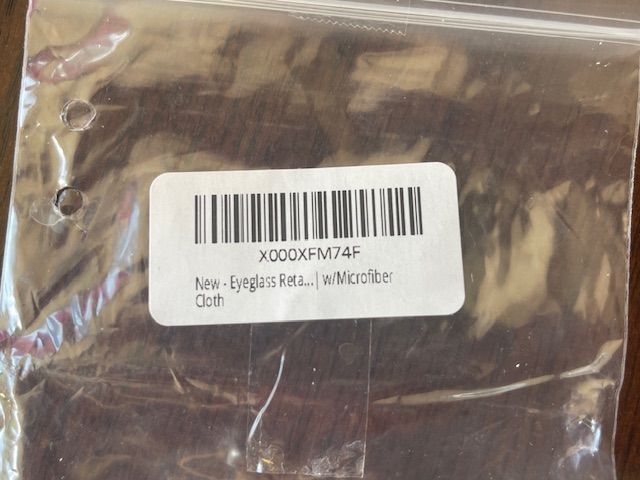 X000XFM74F
New - Eyeglass Reta...| w/Microfiber
Cloth